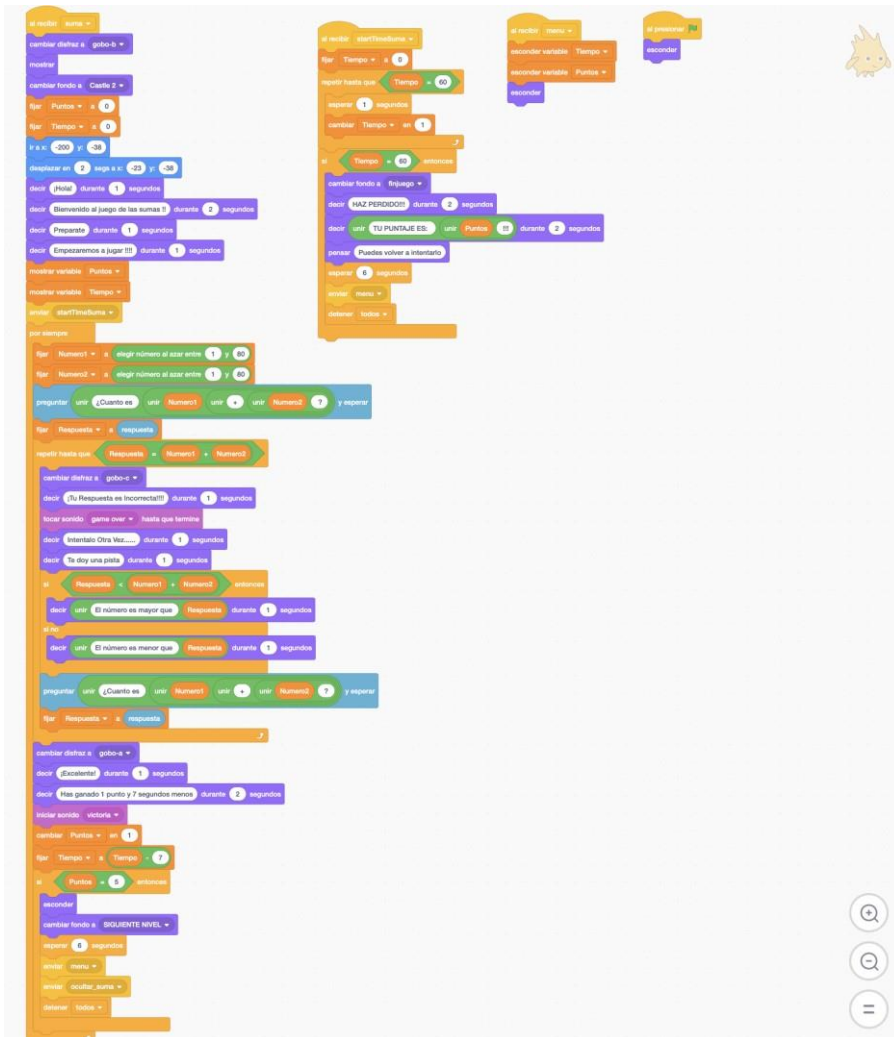 al recibir suma
cambiar disfraz a gobo-b
mostrar
cambiar fondo a Castle 2
fijar Puntos a 0
fijar Tiempo a 0
ir a x: -200 y: -38
deslizar en 2 segs a x: -23 y: -38
decir ¡Hola! durante 1 segundos
decir Bienvenido al juego de las sumas !! durante 2 segundos
decir Preparate durante 1 segundos
decir Empezaremos a jugar !!!! durante 1 segundos
mostrar variable Puntos
mostrar variable Tiempo
enviar startTimeSuma
por siempre
fijar Numero1 a elegir número al azar entre 1 y 80
fijar Numero2 a elegir número al azar entre 1 y 80
preguntar unir ¿Cuanto es unir Numero1 unir + unir Numero2 ? y esperar
fijar Respuesta a respuesta
repetir hasta que Respuesta = Numero1 + Numero2
cambiar disfraz a gobo-c
decir ¡Tu Respuesta es Incorrecta!!!! durante 1 segundos
tocar sonido game over hasta que termine
decir Intentalo Otra Vez...... durante 1 segundos
decir Te doy una pista durante 1 segundos
si Respuesta < Numero1 + Numero2 entonces
decir unir El número es mayor que Respuesta durante 1 segundos
si no
decir unir El número es menor que Respuesta durante 1 segundos
preguntar unir ¿Cuanto es unir Numero1 unir + unir Numero2 ? y esperar
fijar Respuesta a respuesta
cambiar disfraz a gobo-a
decir ¡Excelente! durante 1 segundos
decir Has ganado 1 punto y 7 segundos menos durante 2 segundos
iniciar sonido victoria
cambiar Puntos en 1
fijar Tiempo a Tiempo - 7
si Puntos = 5 entonces
esconder
cambiar fondo a SIGUIENTE NIVEL
esperar 6 segundos
enviar menu
enviar ocultar_suma
detener todos
al recibir startTimeSuma
fijar Tiempo a 0
repetir hasta que Tiempo = 60
esperar 1 segundos
cambiar Tiempo en 1
si Tiempo = 60 entonces
cambiar fondo a finjuego
decir HAZ PERDIDO!!! durante 2 segundos
decir unir TU PUNTAJE ES: unir Puntos !!! durante 2 segundos
pensar Puedes volver a intentarlo
esperar 6 segundos
enviar menu
detener todos
al recibir menu
esconder variable Tiempo
esconder variable Puntos
esconder
al presionar
esconder